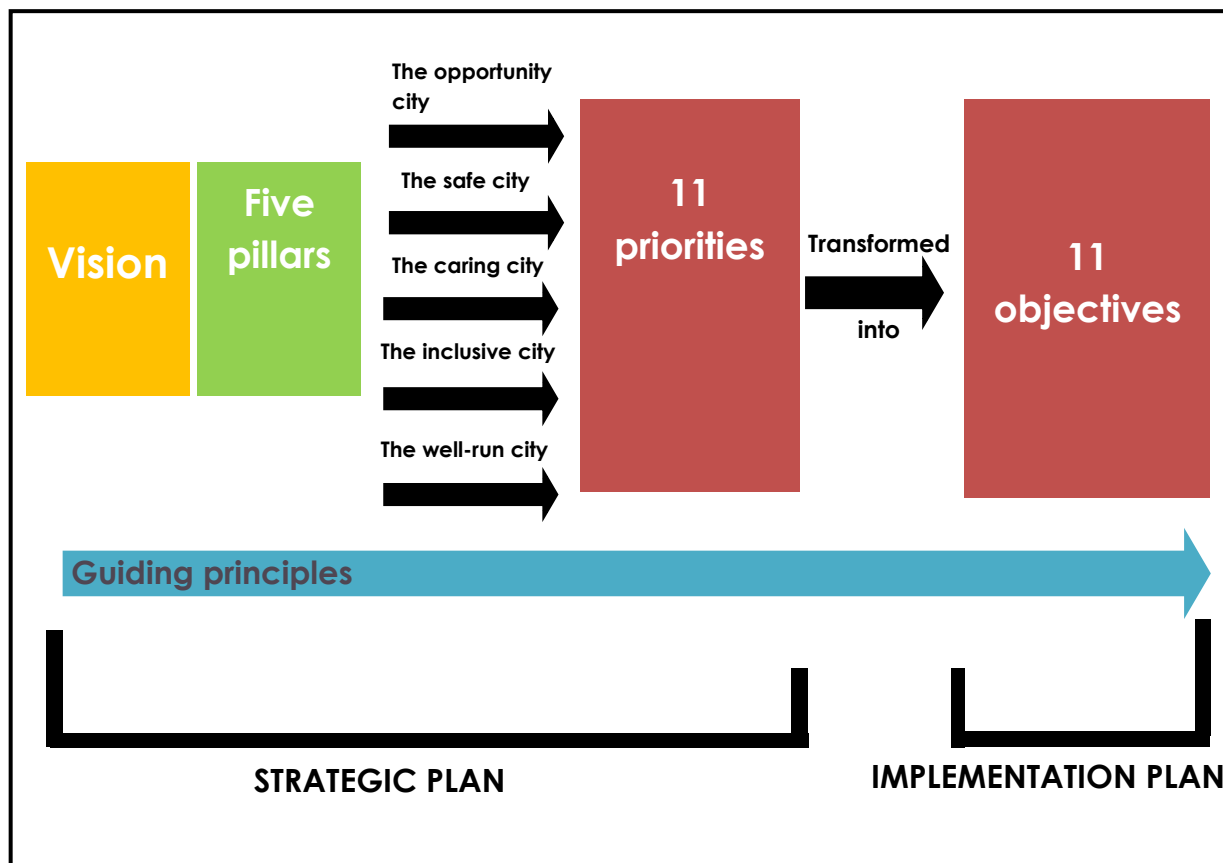 Vision
Five
pillars
The opportunity
city
The safe city
The caring city
The inclusive city
The well-run city
11
priorities
Transformed
into
11
objectives
Guiding principles
STRATEGIC PLAN
IMPLEMENTATION PLAN